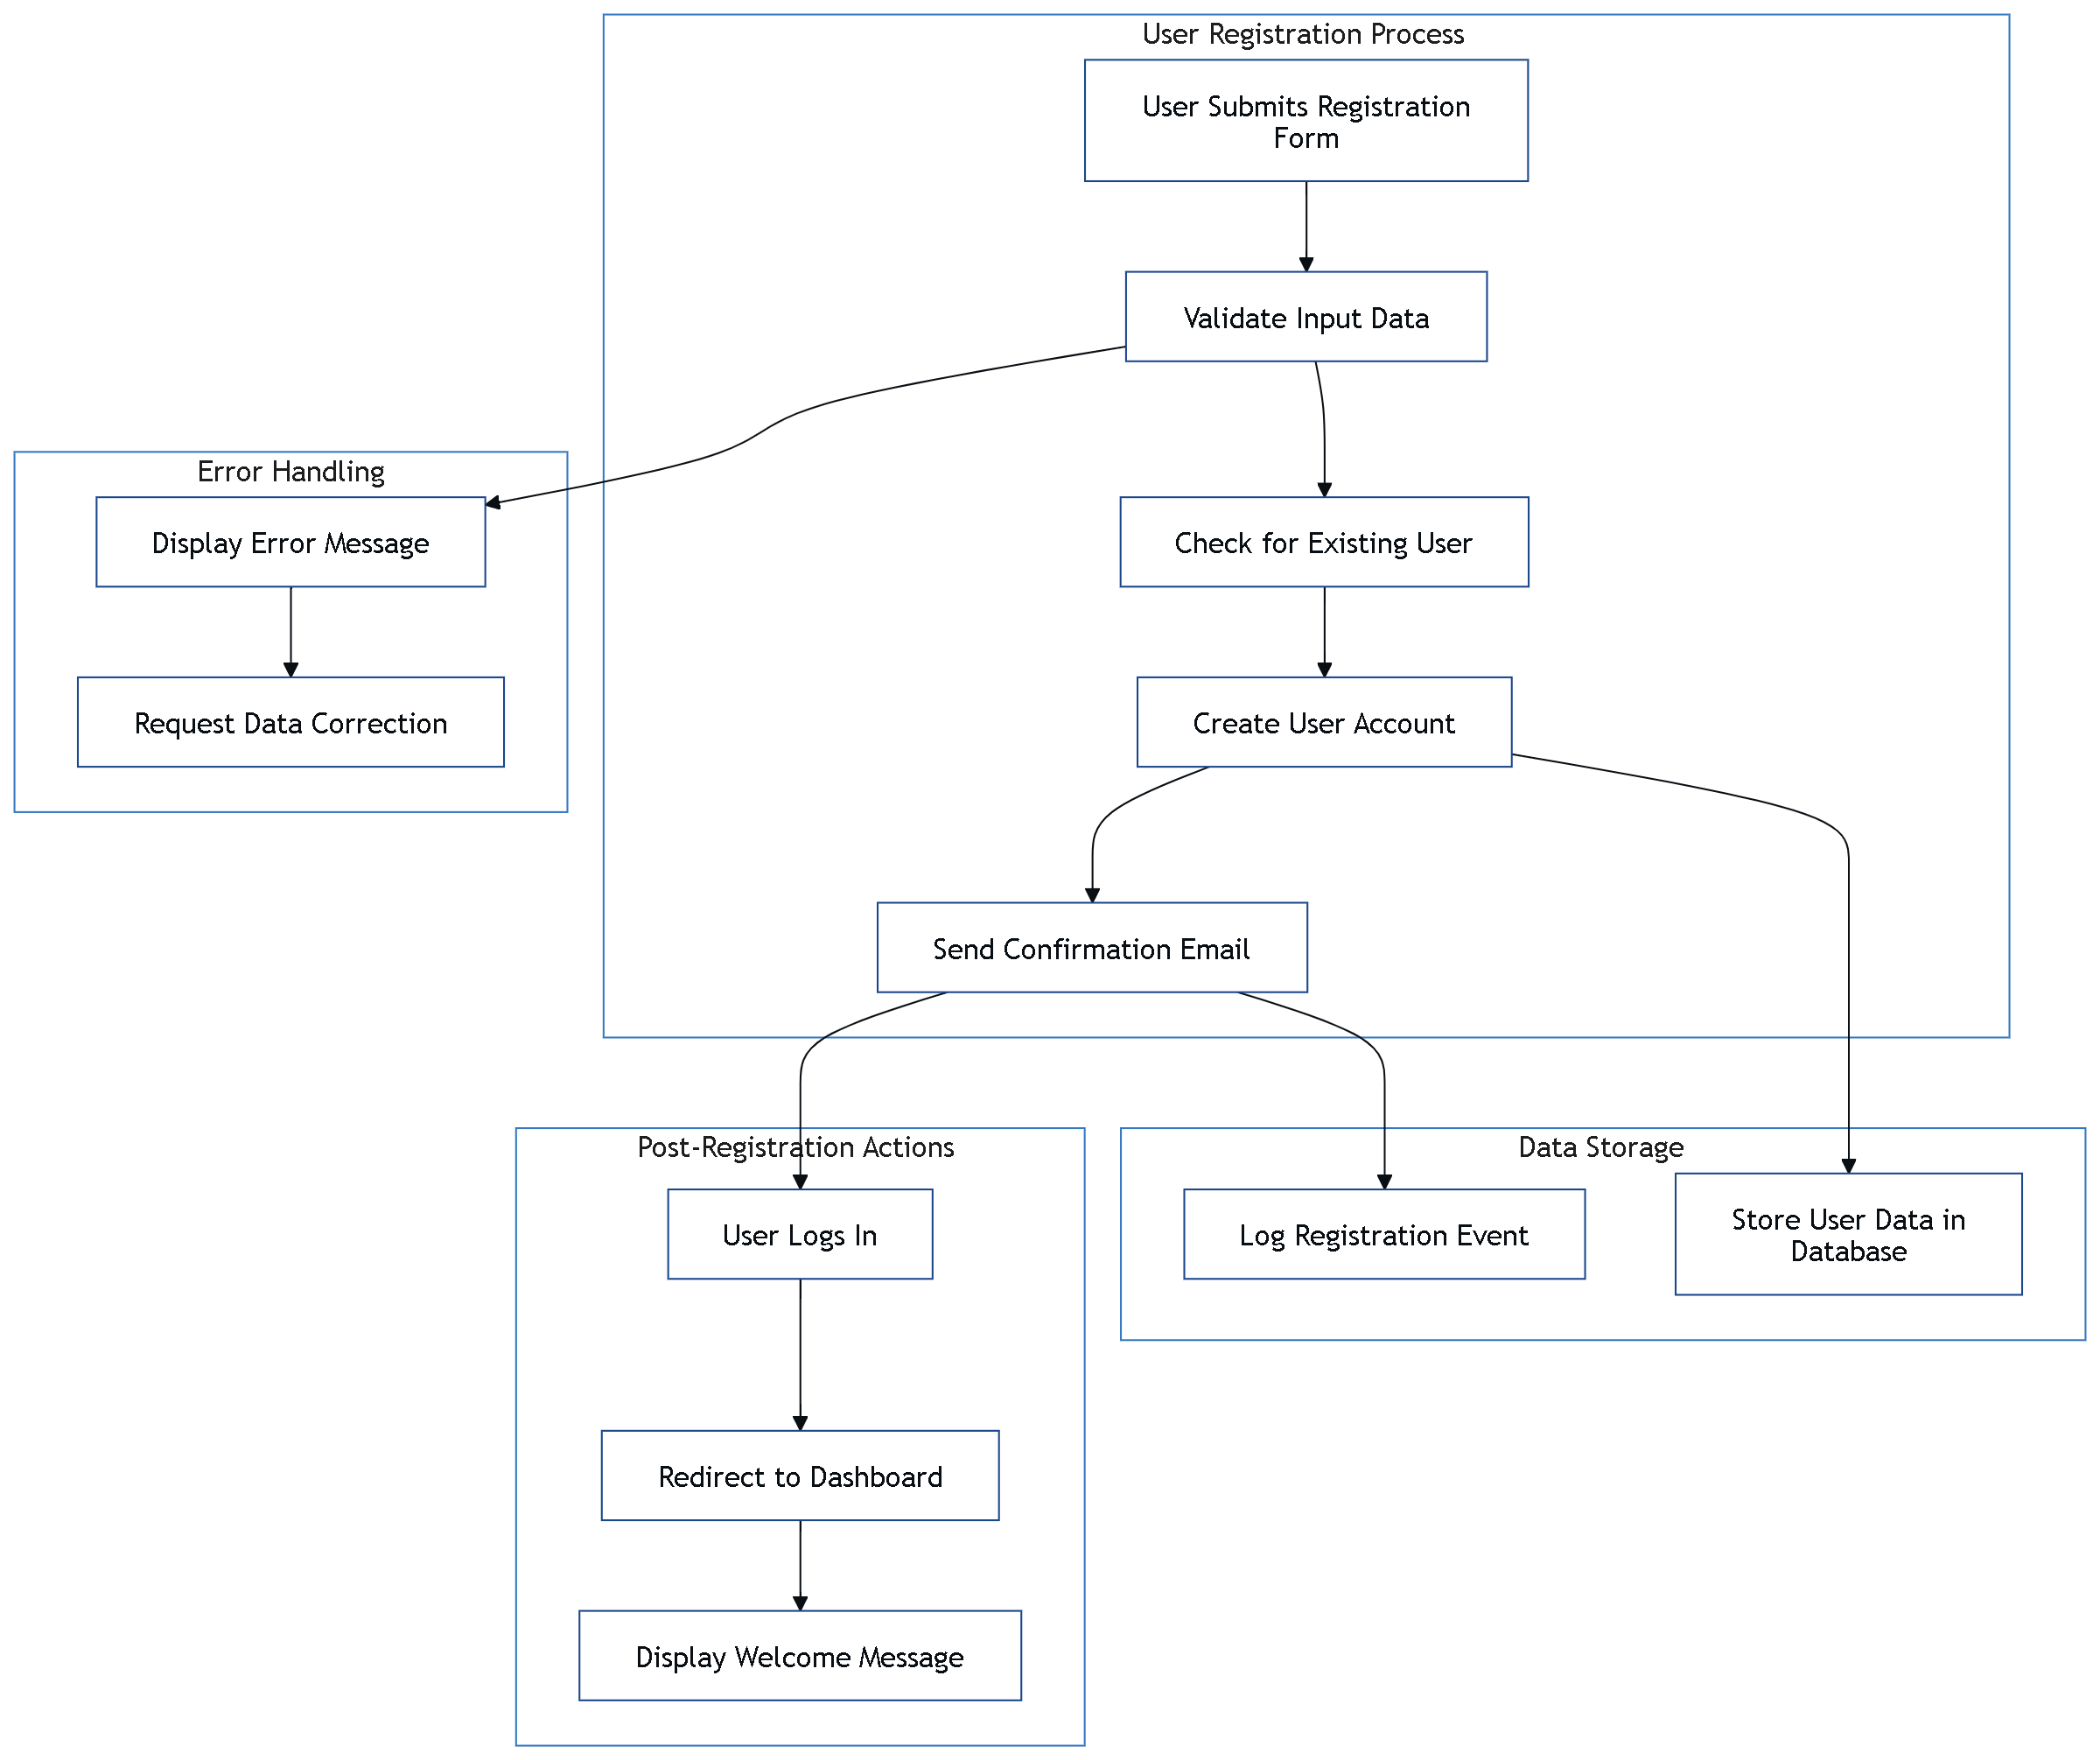 User Registration Process
User Submits Registration
Form
Validate Input Data
Error Handling
Display Error Message
Check for Existing User
Request Data Correction
Create User Account
Send Confirmation Email
Post-Registration Actions
Data Storage
User Logs In
Log Registration Event
Store User Data in
Database
Redirect to Dashboard
Display Welcome Message